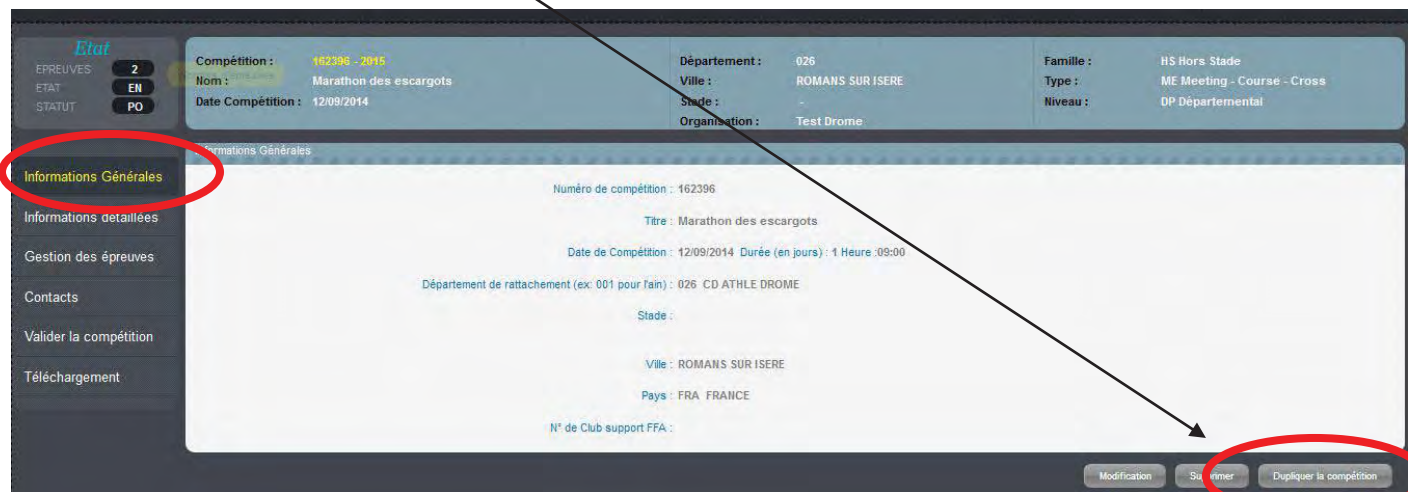 Etat
EPREUVES 2
ETAT EN
STATUT PO
Compétition : 162396 - 2015
Nom : Marathon des escargots
Date Compétition : 12/09/2014
Département : 026
Ville : ROMANS SUR ISERE
Stade : -
Organisation : Test Drome
Famille : HS Hors Stade
Type : ME Meeting - Course - Cross
Niveau : DP Départemental
Informations Générales
Informations détaillées
Gestion des épreuves
Contacts
Valider la compétition
Téléchargement
Informations Générales
Numéro de compétition : 162396
Titre : Marathon des escargots
Date de Compétition : 12/09/2014 Durée (en jours) : 1 Heure :09:00
Département de rattachement (ex: 001 pour l'ain) : 026 CD ATHLE DROME
Stade :
Ville : ROMANS SUR ISERE
Pays : FRA FRANCE
N° de Club support FFA :
Modification Supprimer Dupliquer la compétition